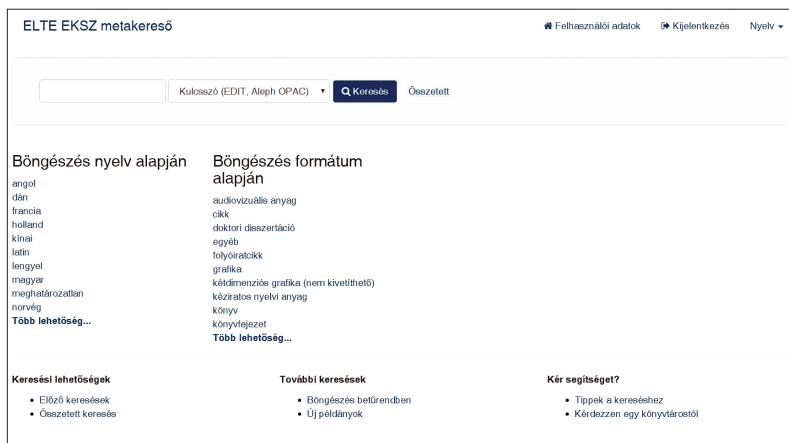 ELTE EKSZ metakereső
Felhasználói adatok Kijelentkezés Nyelv
Kulcsszó (EDIT, Aleph OPAC) Keresés Összetett
Böngészés nyelv alapján
angol
dán
francia
holland
kínai
latin
lengyel
magyar
meghatározatlan
norvég
Több lehetőség...
Böngészés formátum
alapján
audiovizuális anyag
cikk
doktori disszertáció
egyéb
folyóiratcikk
grafika
kétdimenziós grafika (nem kivetíthető)
kéziratos nyelvi anyag
könyv
könyvfejezet
Több lehetőség...
Keresési lehetőségek
• Előző keresések
• Összetett keresés
További keresések
• Böngészés betűrendben
• Új példányok
Kér segítséget?
• Tippek a kereséshez
• Kérdezzen egy könyvtárostól